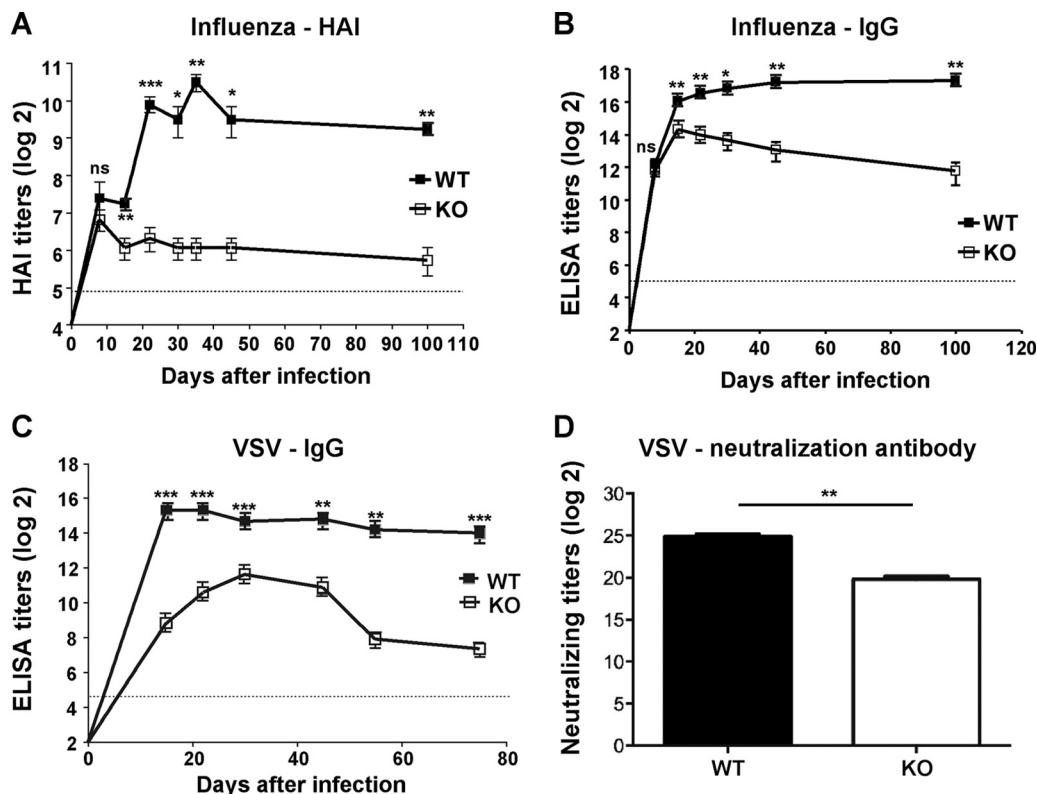 A
Influenza - HAI
HAI titers (log 2)
11
10
9
8
7
6
5
4
ns
**
***
*
**
*
**
WT
KO
0 10 20 30 40 50 60 70 80 90 100 110
Days after infection
B
Influenza - IgG
ELISA titers (log 2)
18
16
14
12
10
8
6
4
2
ns
**
**
*
**
**
WT
KO
0 20 40 60 80 100 120
Days after infection
C
VSV - IgG
ELISA titers (log 2)
18
16
14
12
10
8
6
4
2
***
***
***
**
**
***
WT
KO
0 20 40 60 80
Days after infection
D
VSV - neutralization antibody
Neutralizing titers (log 2)
30
25
20
15
10
5
0
**
WT KO